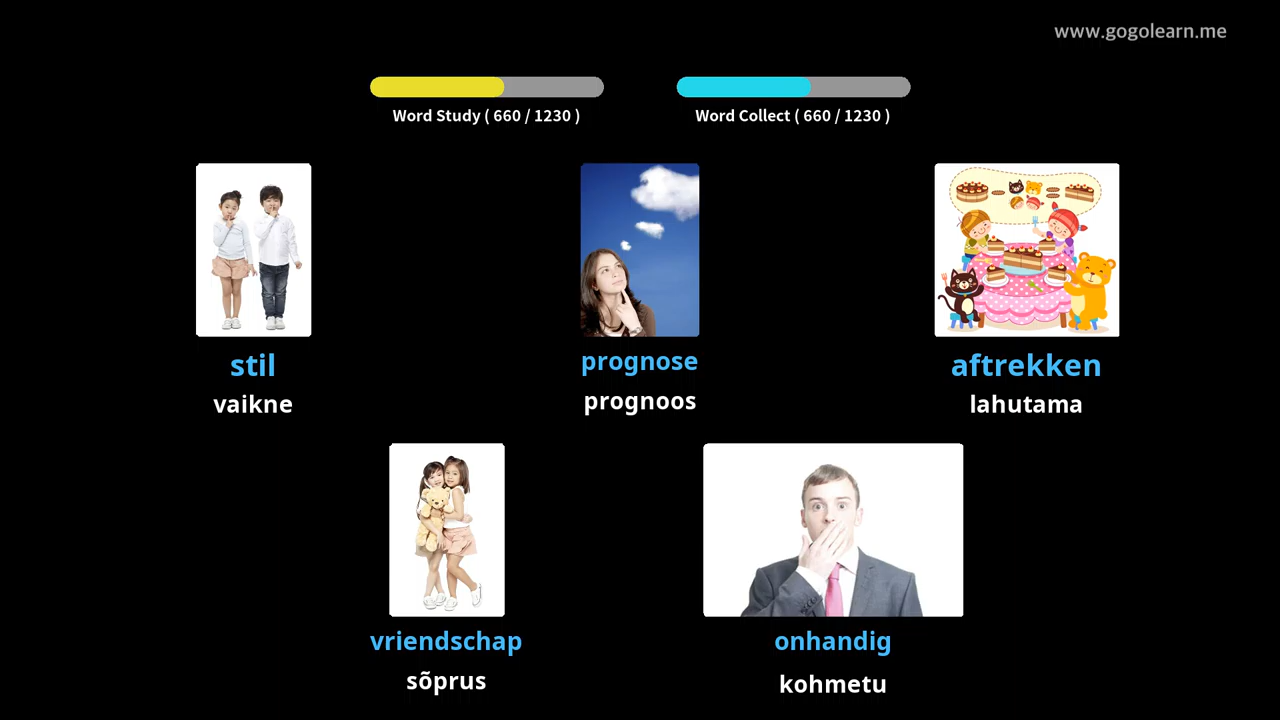 www.gogolearn.me
Word Study ( 660 / 1230 )
Word Collect ( 660 / 1230 )
stil
vaikne
prognose
prognoos
aftrekken
lahutama
vriendschap
sõprus
onhandig
kohmetu